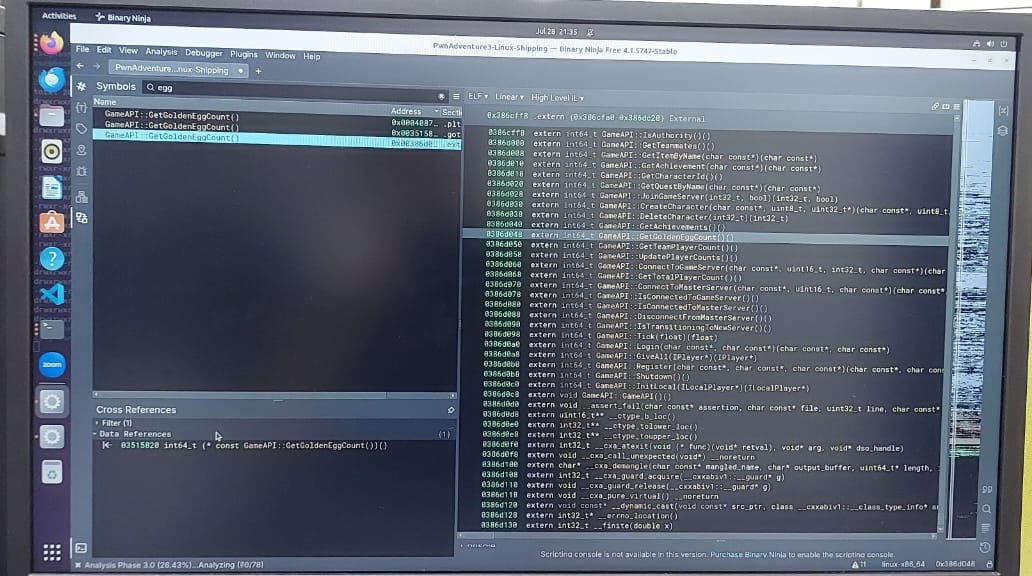 Activities Binary Ninja
Jul 28 21:35
PwnAdventure3-Linux-Shipping — Binary Ninja Free 4.1.5747-Stable
File Edit View Analysis Debugger Plugins Window Help
PwnAdventure...nux-Shipping
Symbols egg ELF Linear High Level IL
Name Address Sectic
0x386cff8 .extern (0x386cfa0-0x386dc20) External
GameAPI::GetGoldenEggCount() .plt
GameAPI::GetGoldenEggCount() .got
GameAPI::GetGoldenEggCount()
0386cff8 extern int64_t GameAPI::IsAuthority()()
0386d000 extern int64_t GameAPI::GetTeammates()()
0386d008 extern int64_t GameAPI::GetItemByName(char const*)(char const*)
0386d010 extern int64_t GameAPI::GetAchievement(char const*)(char const*)
0386d018 extern int64_t GameAPI::GetCharacterId()()
0386d020 extern int64_t GameAPI::GetQuestByName(char const*)(char const*)
0386d028 extern int64_t GameAPI::JoinGameServer(int32_t, bool)(int32_t, bool)
0386d030 extern int64_t GameAPI::CreateCharacter(char const*, uint8_t, uint32_t*)(char const*, uint8_t,
0386d038 extern int64_t GameAPI::DeleteCharacter(int32_t)(int32_t)
0386d040 extern int64_t GameAPI::GetAchievements()()
0386d048 extern int64_t GameAPI::GetGoldenEggCount()()
0386d050 extern int64_t GameAPI::GetTeamPlayerCount()()
0386d058 extern int64_t GameAPI::UpdatePlayerCounts()()
0386d060 extern int64_t GameAPI::ConnectToGameServer(char const*, uint16_t, int32_t, char const*)(char
0386d068 extern int64_t GameAPI::GetTotalPlayerCount()()
0386d070 extern int64_t GameAPI::ConnectToMasterServer(char const*, uint16_t, char const*)(char const*,
0386d078 extern int64_t GameAPI::IsConnectedToGameServer()()
0386d080 extern int64_t GameAPI::IsConnectedToMasterServer()()
0386d088 extern int64_t GameAPI::DisconnectFromMasterServer()()
0386d090 extern int64_t GameAPI::IsTransitioningToNewServer()()
0386d098 extern int64_t GameAPI::Tick(float)(float)
0386d0a0 extern int64_t GameAPI::Login(char const*, char const*)(char const*, char const*)
0386d0a8 extern int64_t GameAPI::GiveAll(IPlayer*)(IPlayer*)
0386d0b0 extern int64_t GameAPI::Register(char const*, char const*)(char const*, char cons
0386d0b8 extern int64_t GameAPI::Shutdown()()
0386d0c0 extern int64_t GameAPI::InitLocal(ILocalPlayer*)(ILocalPlayer*)
0386d0c8 extern void GameAPI::GameAPI()()
0386d0d0 extern void __assert_fail(char const* assertion, char const* file, uint32_t line, char const*
0386d0d8 extern uint16_t** __ctype_b_loc()
0386d0e0 extern int32_t** __ctype_tolower_loc()
0386d0e8 extern int32_t** __ctype_toupper_loc()
0386d0f0 extern int32_t __cxa_atexit(void (* func)(void* retval), void* arg, void* dso_handle)
0386d0f8 extern void __cxa_call_unexpected(void*) __noreturn
0386d100 extern char* __cxa_demangle(char const* mangled_name, char* output_buffer, uint64_t* length,
0386d108 extern int32_t __cxa_guard_acquire(__cxxabiv1::__guard* g)
0386d110 extern void __cxa_guard_release(__cxxabiv1::__guard* g)
0386d118 extern void __cxa_pure_virtual() __noreturn
0386d120 extern void const* __dynamic_cast(void const* src_ptr, class __cxxabiv1::__class_type_info*
0386d128 extern int32_t* __errno_location()
0386d130 extern int32_t __finite(double x)
Cross References
Filter (1)
Data References (1)
03515820 int64_t (* const GameAPI::GetGoldenEggCount())()
zoom
Scripting console is not available in this version. Purchase Binary Ninja to enable the scripting console.
Analysis Phase 3.0 (26.43%)...Analyzing 11 linux-x86_64 0x386d048